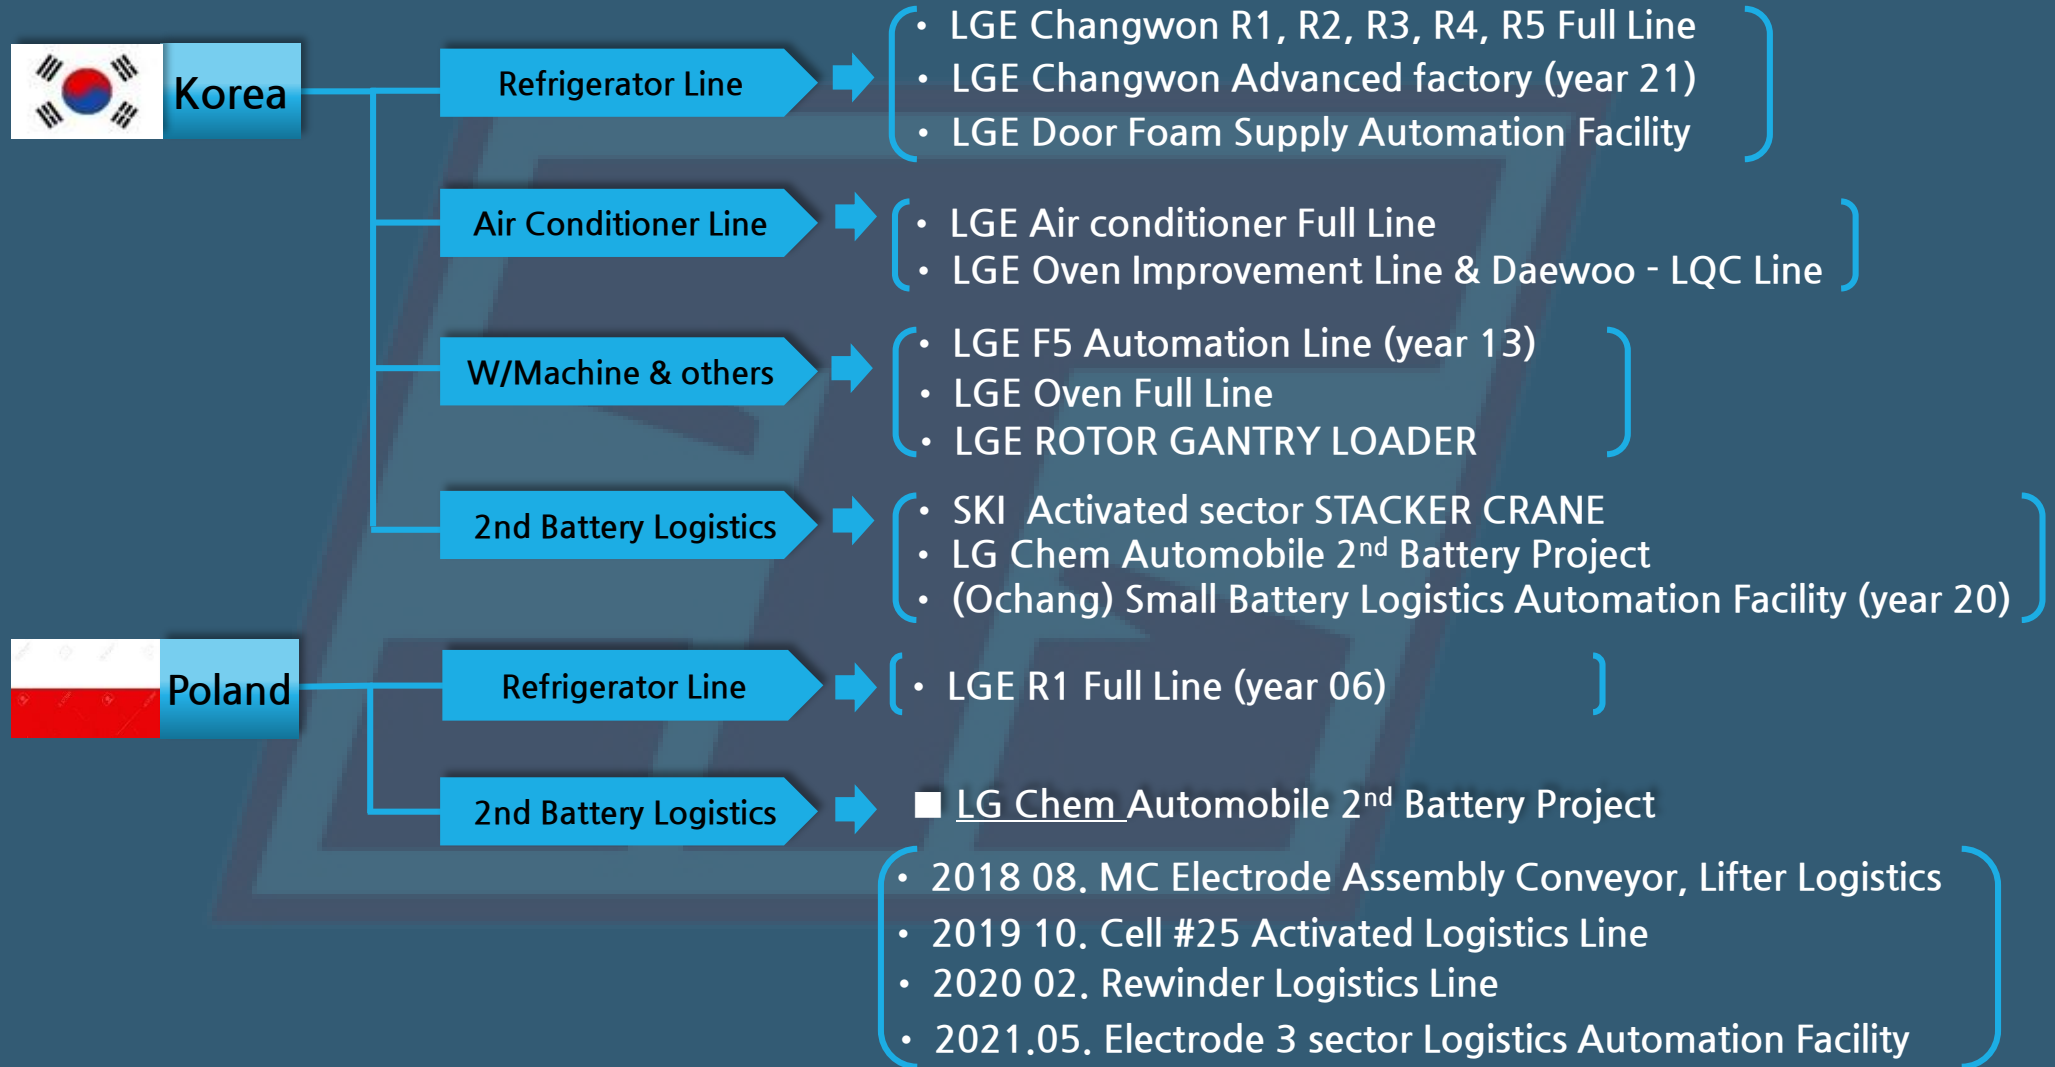 Korea
Refrigerator Line
• LGE Changwon R1, R2, R3, R4, R5 Full Line
• LGE Changwon Advanced factory (year 21)
• LGE Door Foam Supply Automation Facility
Air Conditioner Line
• LGE Air conditioner Full Line
• LGE Oven Improvement Line & Daewoo - LQC Line
W/Machine & others
• LGE F5 Automation Line (year 13)
• LGE Oven Full Line
• LGE ROTOR GANTRY LOADER
2nd Battery Logistics
• SKI Activated sector STACKER CRANE
• LG Chem Automobile 2nd Battery Project
• (Ochang) Small Battery Logistics Automation Facility (year 20)
Poland
Refrigerator Line
• LGE R1 Full Line (year 06)
2nd Battery Logistics
■ LG Chem Automobile 2nd Battery Project
• 2018 08. MC Electrode Assembly Conveyor, Lifter Logistics
• 2019 10. Cell #25 Activated Logistics Line
• 2020 02. Rewinder Logistics Line
• 2021.05. Electrode 3 sector Logistics Automation Facility